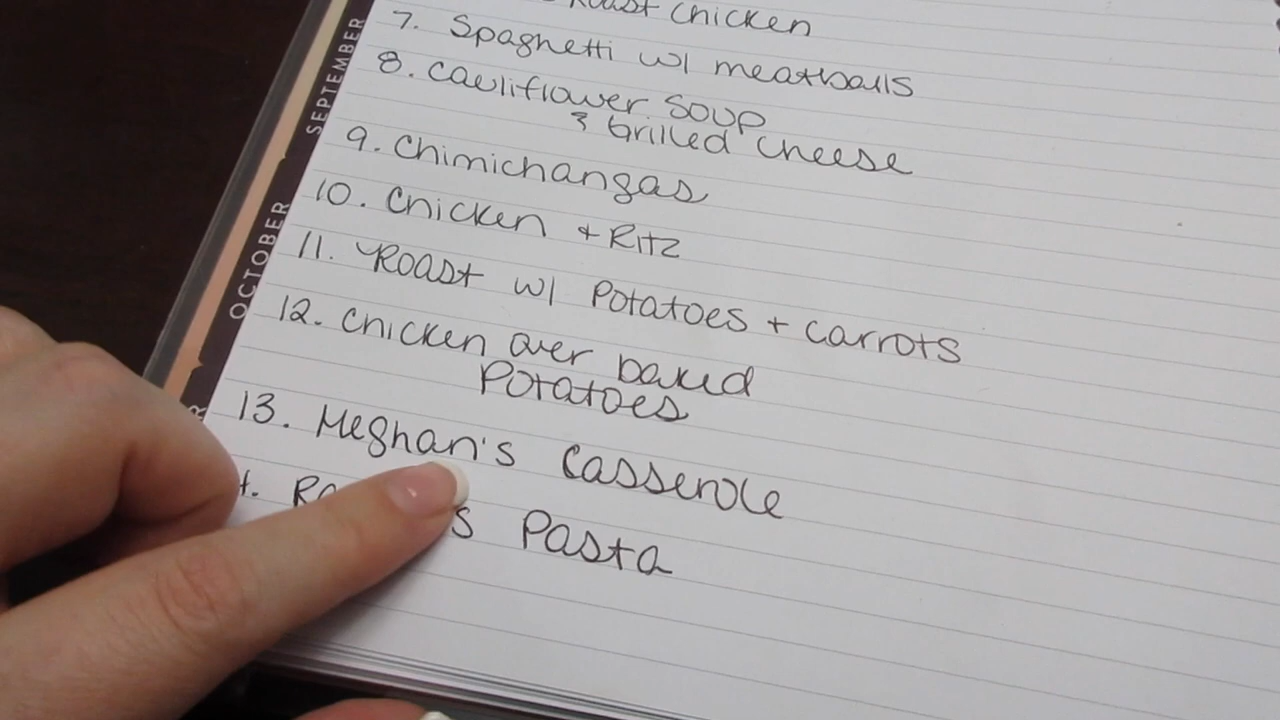 Roast Chicken
7. Spaghetti w/ meatballs
8. Cauliflower Soup
& Grilled Cheese
9. Chimichangas
10. Chicken + Ritz
11. Roast w/ Potatoes + Carrots
12. Chicken over baked
Potatoes
13. Meghan's Casserole
Pasta
SEPTEMBER
OCTOBER